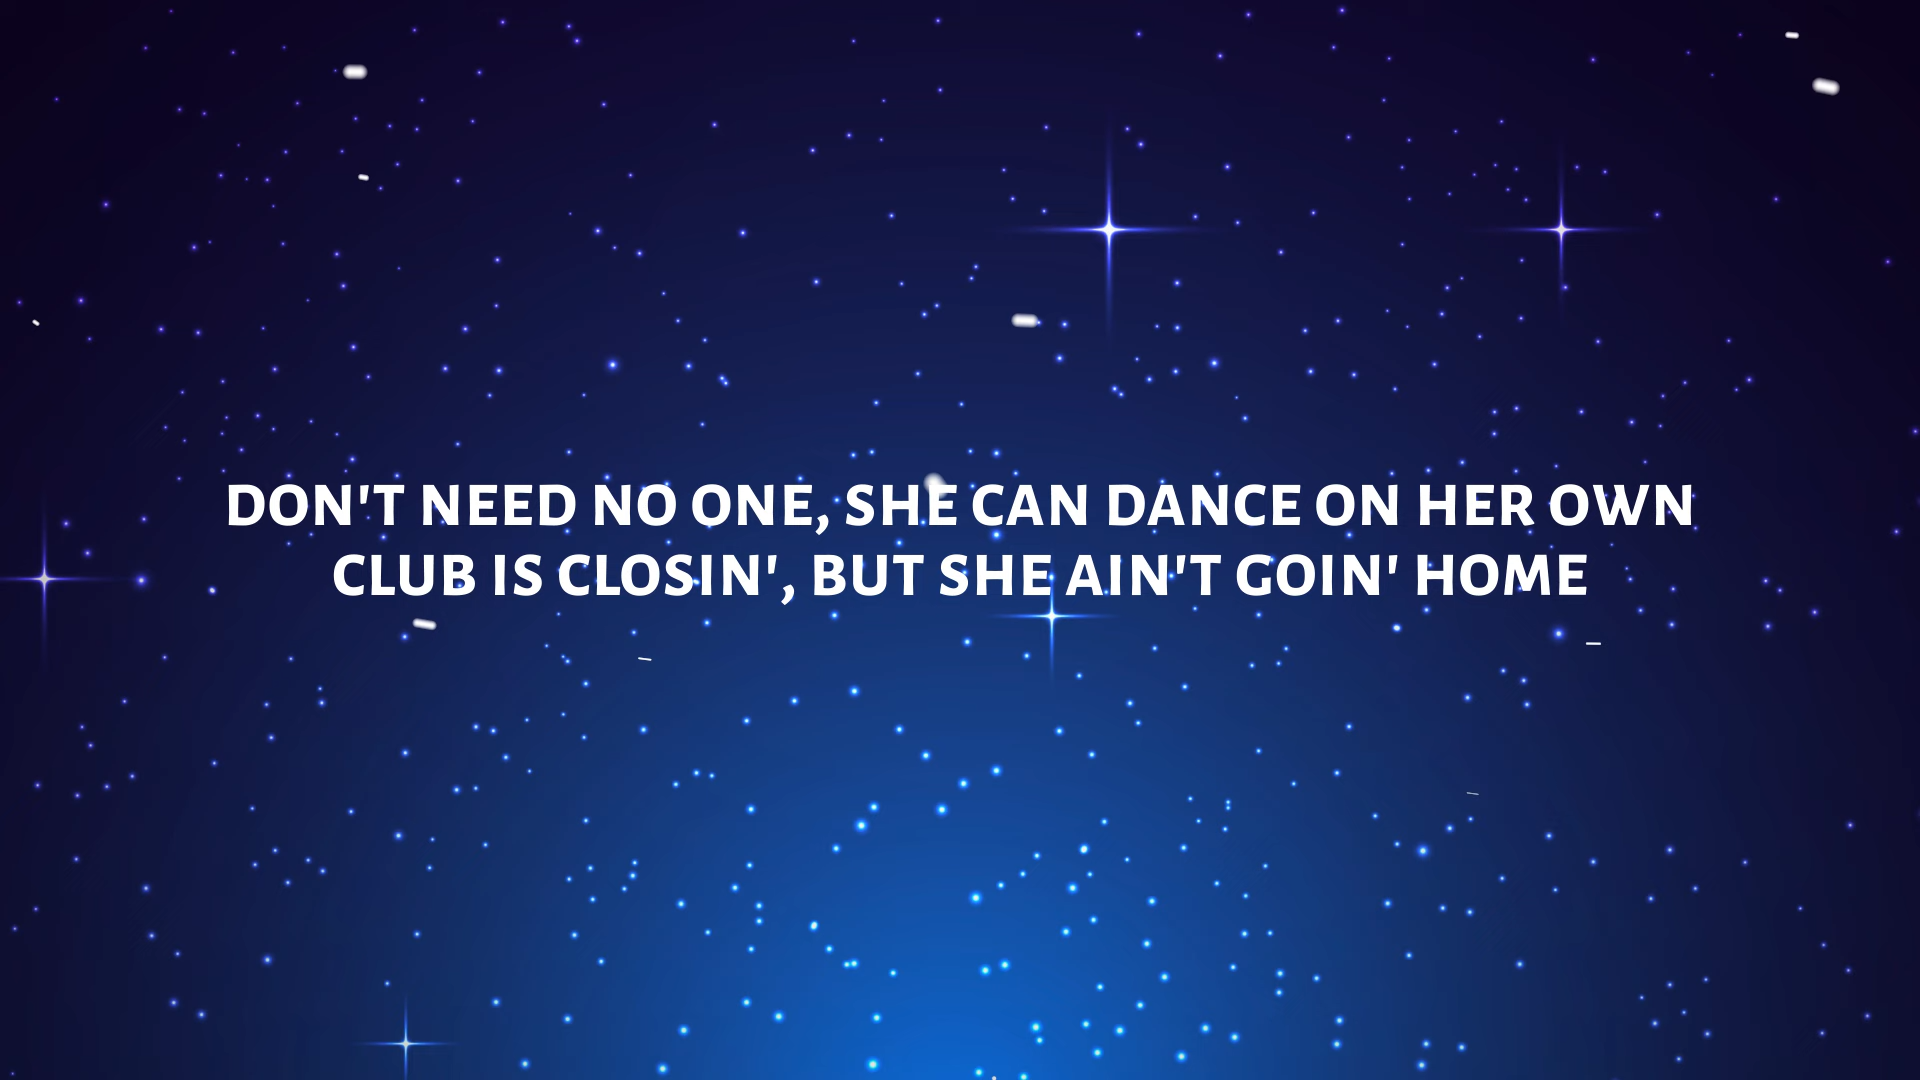 DON'T NEED NO ONE, SHE CAN DANCE ON HER OWN
CLUB IS CLOSIN', BUT SHE AIN'T GOIN' HOME